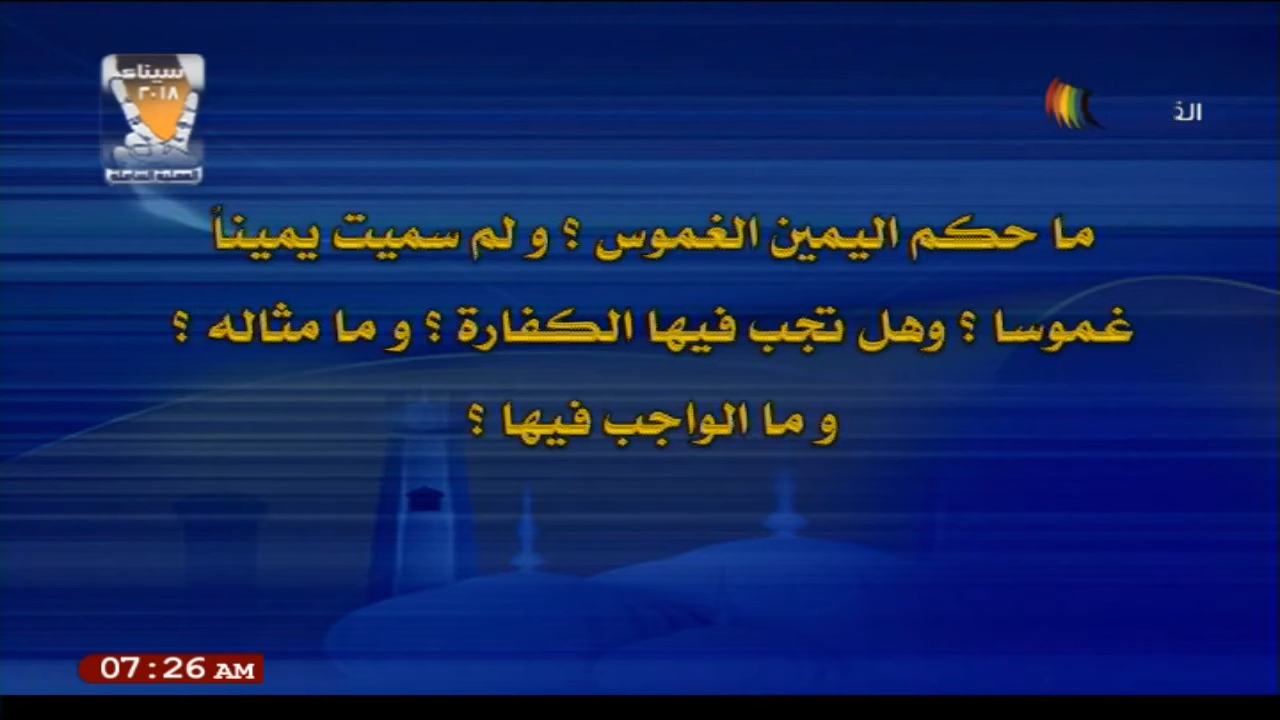 سيناء
٢٠١٨
الق
ما حكم اليمين الغموس ؟ و لم سميت يميناً
غموسا ؟ وهل تجب فيها الكفارة ؟ و ما مثاله ؟
و ما الواجب فيها ؟
07:26 AM